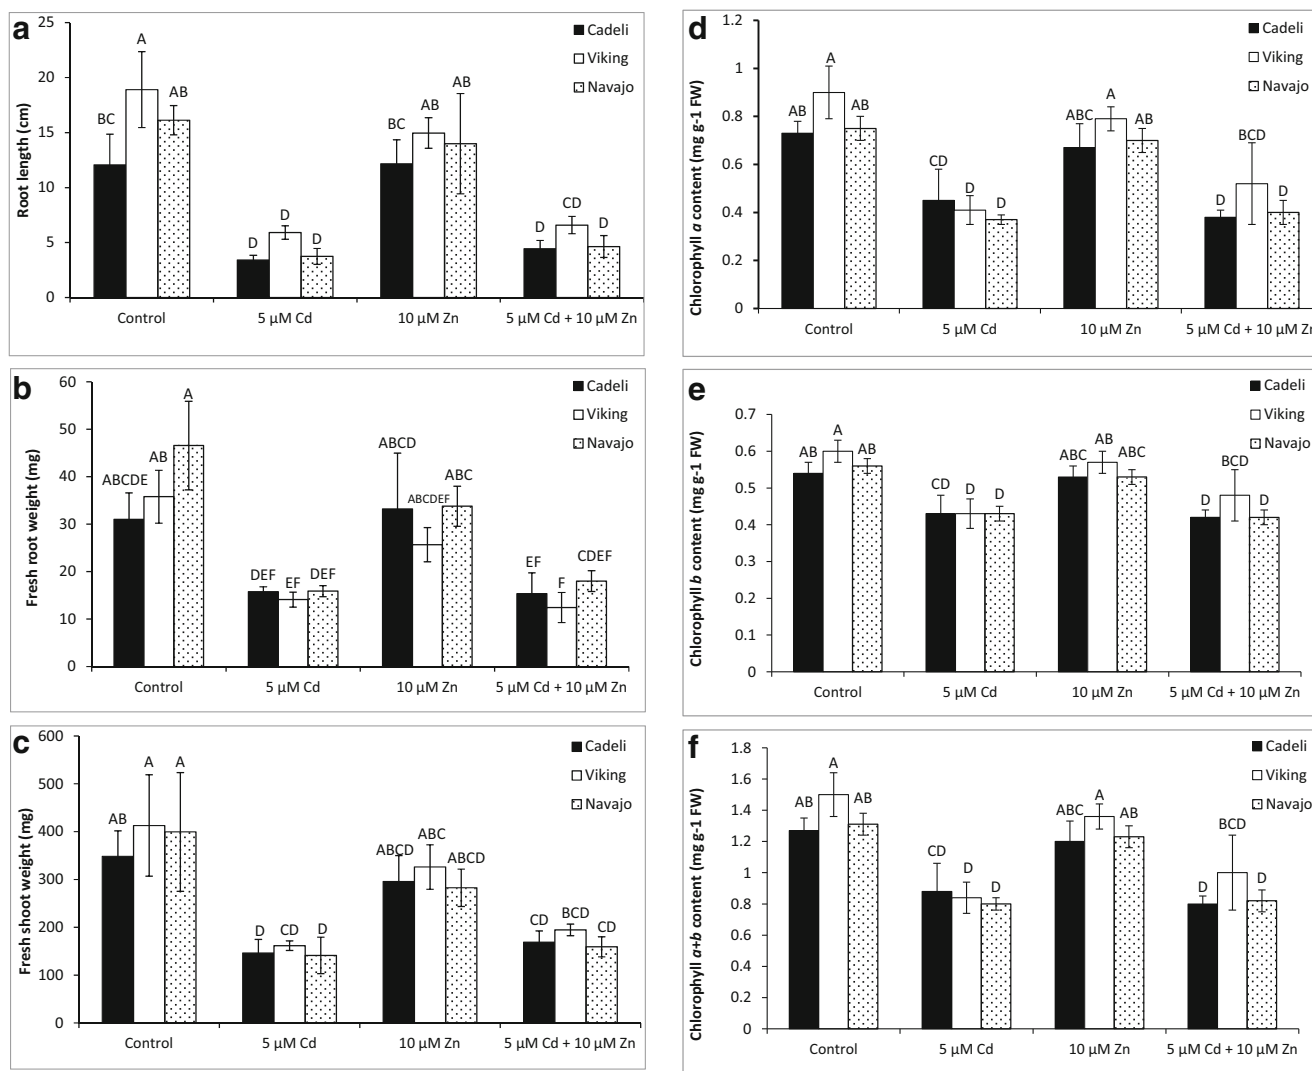 a
Root length (cm)
25
20
15
10
5
0
BC A AB
D D D
BC AB AB
D CD D
Control 5 µM Cd 10 µM Zn 5 µM Cd + 10 µM Zn
Cadeli
Viking
Navajo
b
Fresh root weight (mg)
60
50
40
30
20
10
0
ABCDE AB A
DEF EF DEF
ABCD ABCDEF ABC
EF F CDEF
Control 5 µM Cd 10 µM Zn 5 µM Cd + 10 µM Zn
Cadeli
Viking
Navajo
c
Fresh shoot weight (mg)
600
500
400
300
200
100
0
AB A A
D CD D
ABCD ABC ABCD
CD BCD CD
Control 5 µM Cd 10 µM Zn 5 µM Cd + 10 µM Zn
Cadeli
Viking
Navajo
d
Chlorophyll a content (mg g-1 FW)
1.2
1
0.8
0.6
0.4
0.2
0
AB A AB
CD D D
ABC A AB
D BCD D
Control 5 µM Cd 10 µM Zn 5 µM Cd + 10 µM Zn
Cadeli
Viking
Navajo
e
Chlorophyll b content (mg g-1 FW)
0.7
0.6
0.5
0.4
0.3
0.2
0.1
0
AB A AB
CD D D
ABC AB ABC
D BCD D
Control 5 µM Cd 10 µM Zn 5 µM Cd + 10 µM Zn
Cadeli
Viking
Navajo
f
Chlorophyll a+b content (mg g-1 FW)
1.8
1.6
1.4
1.2
1
0.8
0.6
0.4
0.2
0
AB A AB
CD D D
ABC A AB
D BCD D
Control 5 µM Cd 10 µM Zn 5 µM Cd + 10 µM Zn
Cadeli
Viking
Navajo